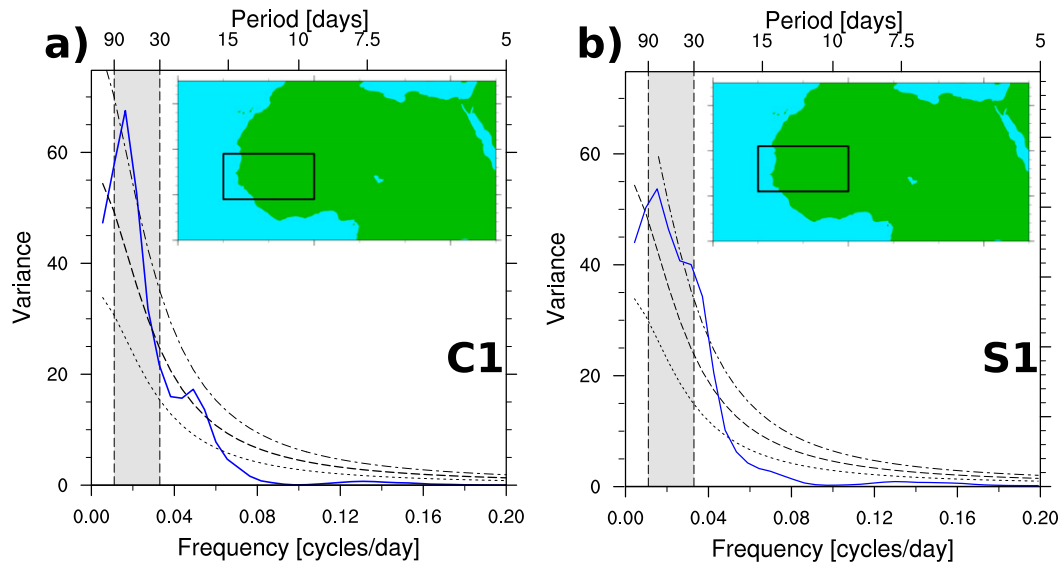 a)
Period [days]
90 30 15 10 7.5 5
Variance
60
40
20
0
C1
0.00 0.04 0.08 0.12 0.16 0.20
Frequency [cycles/day]
b)
Period [days]
90 30 15 10 7.5 5
Variance
60
40
20
0
S1
0.00 0.04 0.08 0.12 0.16 0.20
Frequency [cycles/day]